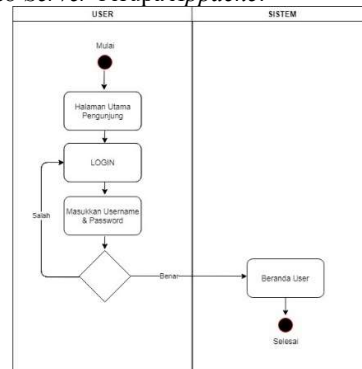 USER
SISTEM
Mulai
Halaman Utama
Pengunjung
LOGIN
Masukkan Username
& Password
Salah
Benar
Beranda User
Selesai